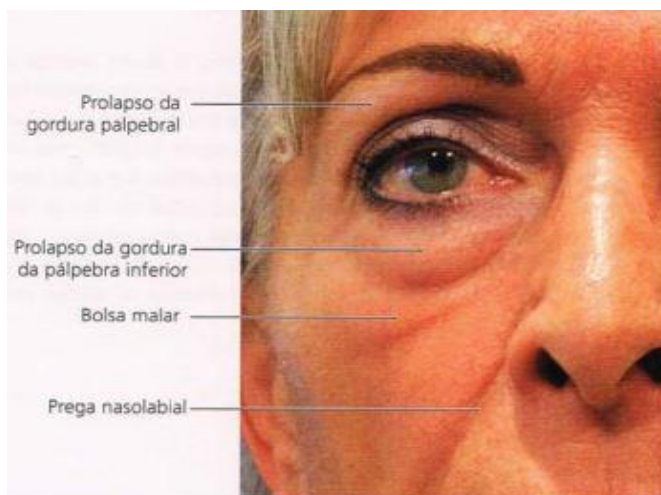 Prolapso da
gordura palpebral
Prolapso da gordura
da pálpebra inferior
Bolsa malar
Prega nasolabial